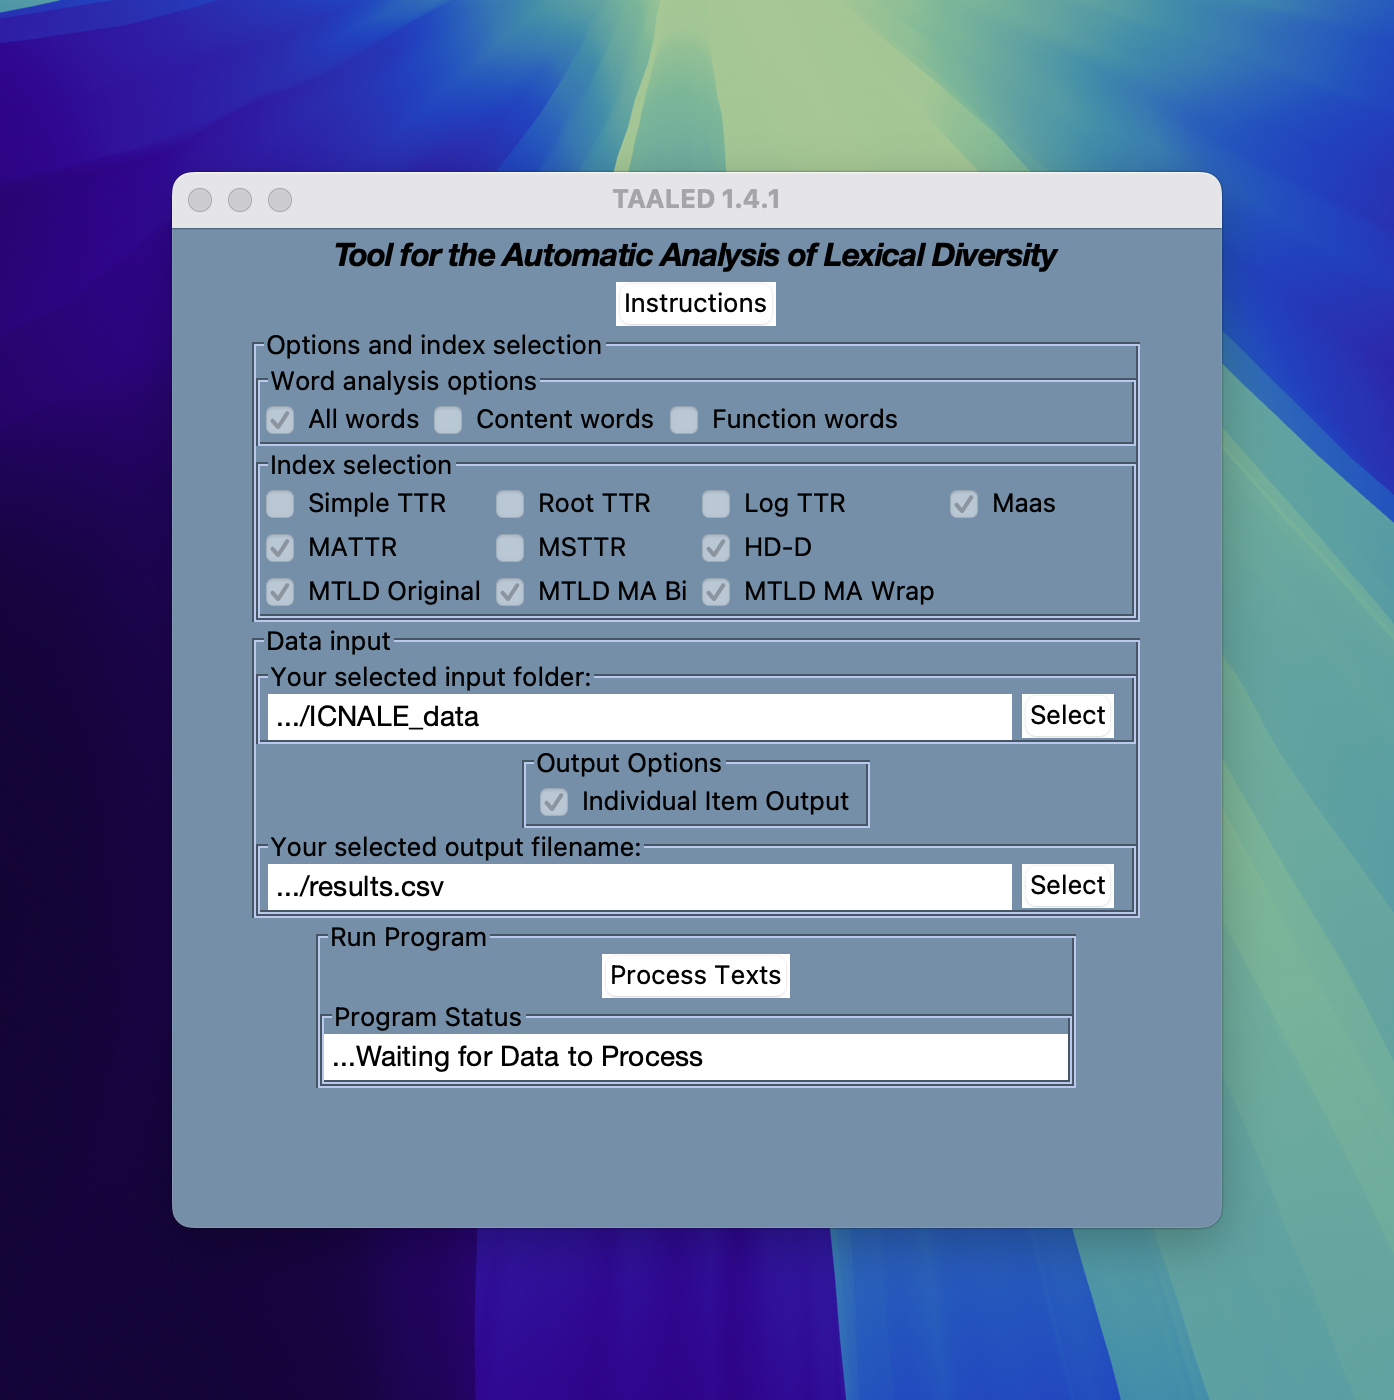 TAALED 1.4.1
Tool for the Automatic Analysis of Lexical Diversity
Instructions
Options and index selection
Word analysis options
All words Content words Function words
Index selection
Simple TTR Root TTR Log TTR Maas
MATTR MSTTR HD-D
MTLD Original MTLD MA Bi MTLD MA Wrap
Data input
Your selected input folder:
.../ICNALE_data Select
Output Options
Individual Item Output
Your selected output filename:
.../results.csv Select
Run Program
Process Texts
Program Status
...Waiting for Data to Process